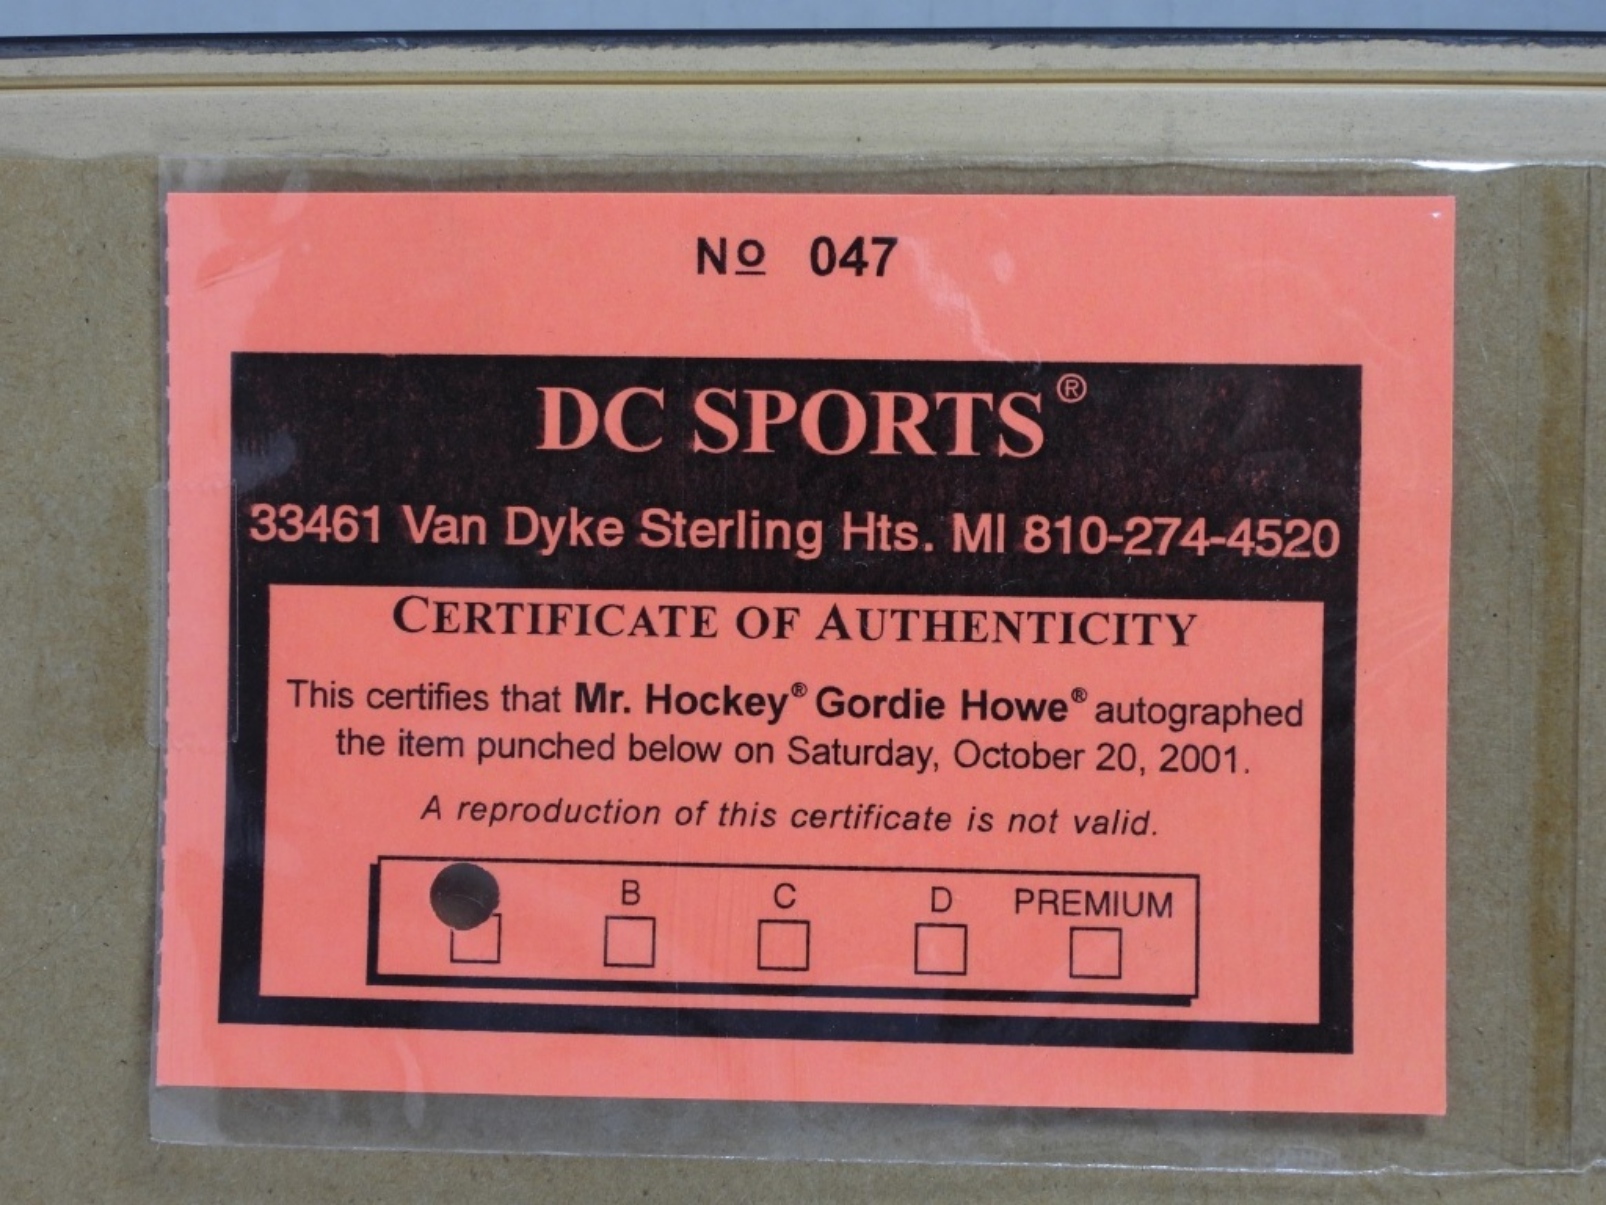 No 047
DC SPORTS®
33461 Van Dyke Sterling Hts. MI 810-274-4520
CERTIFICATE OF AUTHENTICITY
This certifies that Mr. Hockey® Gordie Howe® autographed
the item punched below on Saturday, October 20, 2001.
A reproduction of this certificate is not valid.
B C D PREMIUM